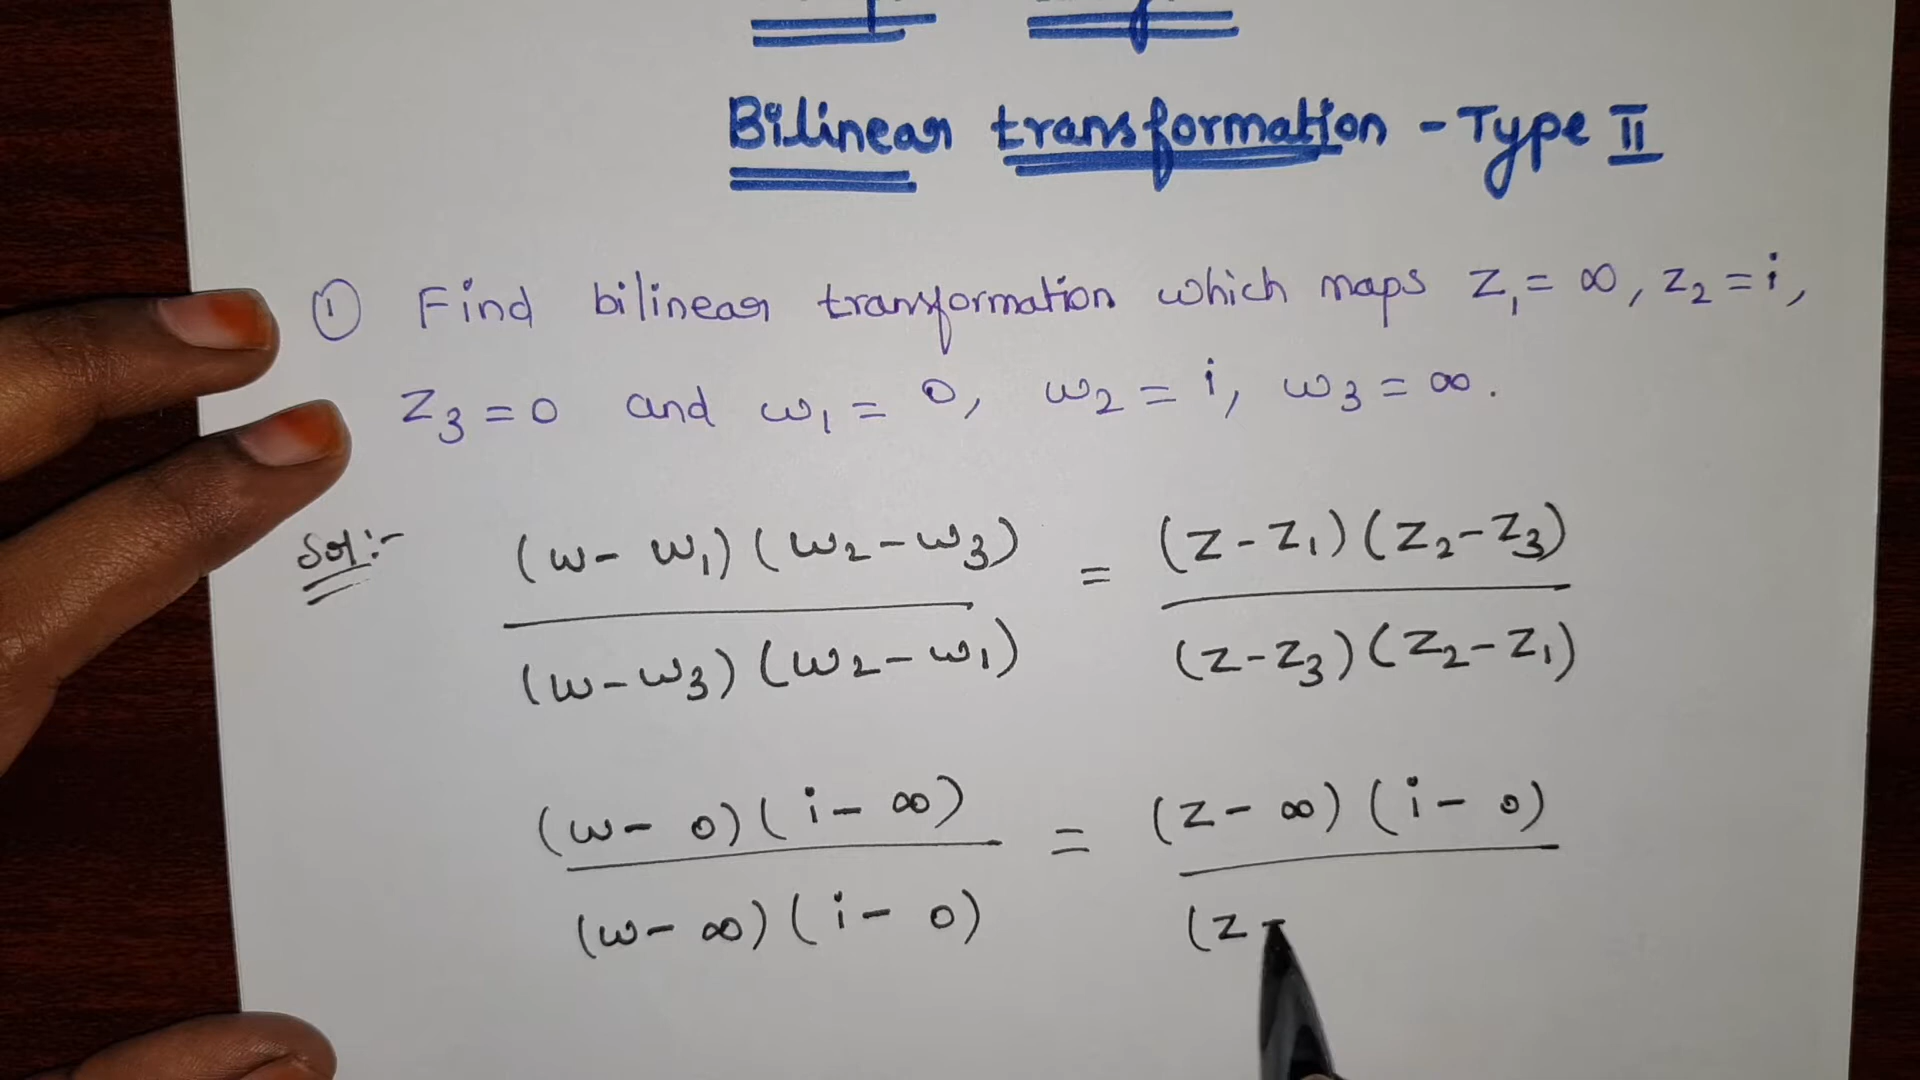 Bilinear transformation - Type II
① Find bilinear transformation which maps z₁ = ∞, z₂ = i,
z₃ = 0 and w₁ = 0, w₂ = i, w₃ = ∞.
Sol:- (w - w₁) (w₂ - w₃) / (w - w₃) (w₂ - w₁) = (z - z₁) (z₂ - z₃) / (z - z₃) (z₂ - z₁)
(w - 0) (i - ∞) / (w - ∞) (i - 0) = (z - ∞) (i - 0) / (z -